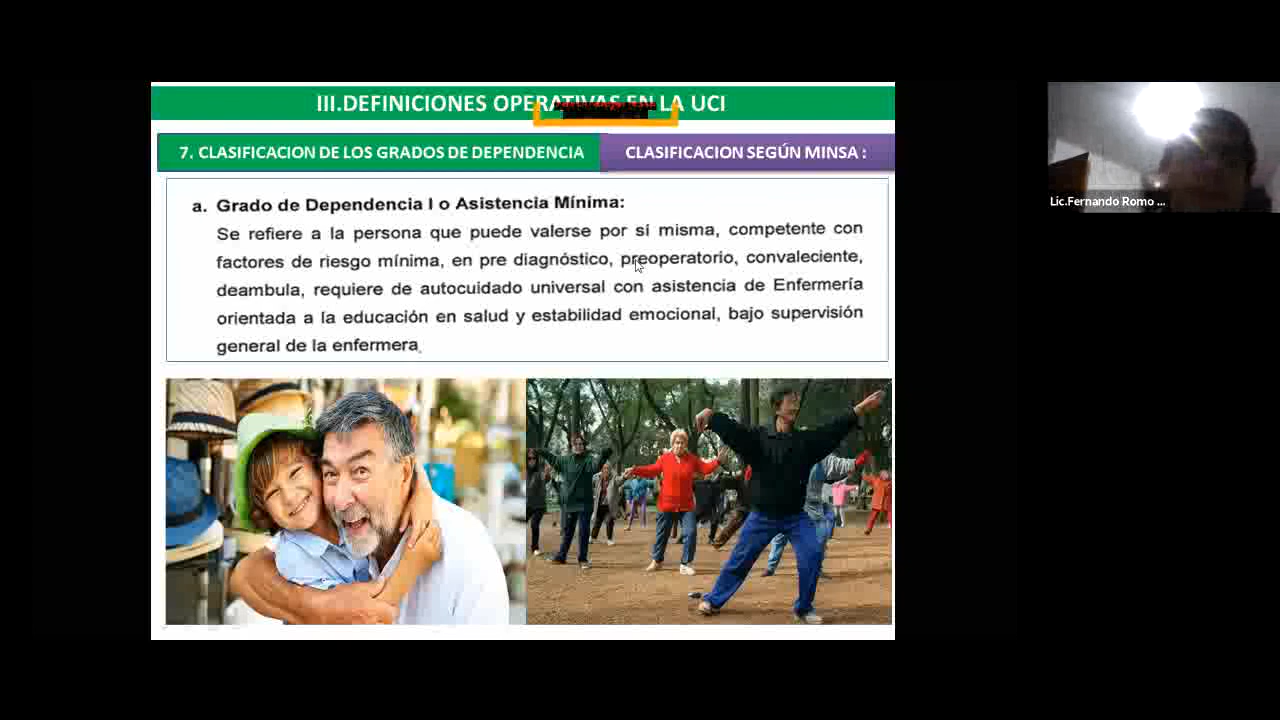 III.DEFINICIONES OPERATIVAS EN LA UCI
7. CLASIFICACION DE LOS GRADOS DE DEPENDENCIA
CLASIFICACION SEGÚN MINSA :
a. Grado de Dependencia I o Asistencia Mínima:
Se refiere a la persona que puede valerse por si misma, competente con
factores de riesgo mínima, en pre diagnóstico, preoperatorio, convaleciente,
deambula, requiere de autocuidado universal con asistencia de Enfermería
orientada a la educación en salud y estabilidad emocional, bajo supervisión
general de la enfermera
Lic.Fernando Romo ...